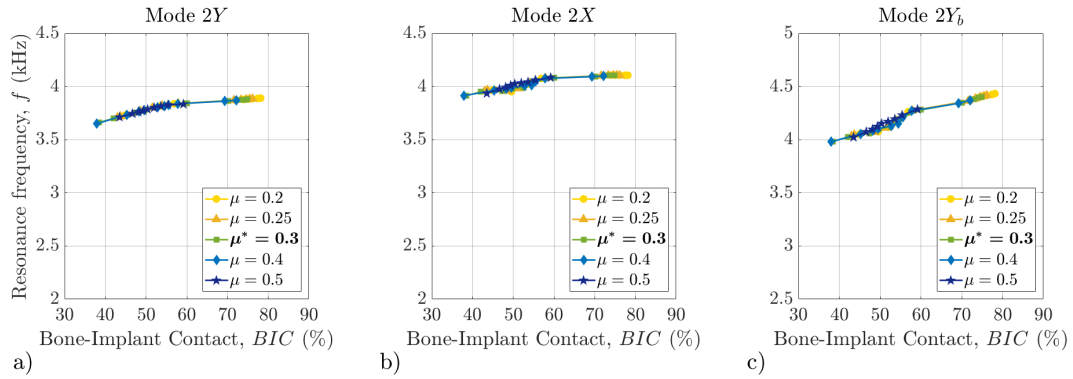 Mode 2Y
Mode 2X
Mode 2Y_b
Resonance frequency, f (kHz)
4.5
4
3.5
3
2.5
2
30 40 50 60 70 80 90
Bone-Implant Contact, BIC (%)
a)
μ = 0.2
μ = 0.25
μ* = 0.3
μ = 0.4
μ = 0.5
4.5
4
3.5
3
2.5
2
30 40 50 60 70 80 90
Bone-Implant Contact, BIC (%)
b)
μ = 0.2
μ = 0.25
μ* = 0.3
μ = 0.4
μ = 0.5
5
4.5
4
3.5
3
2.5
30 40 50 60 70 80 90
Bone-Implant Contact, BIC (%)
c)
μ = 0.2
μ = 0.25
μ* = 0.3
μ = 0.4
μ = 0.5